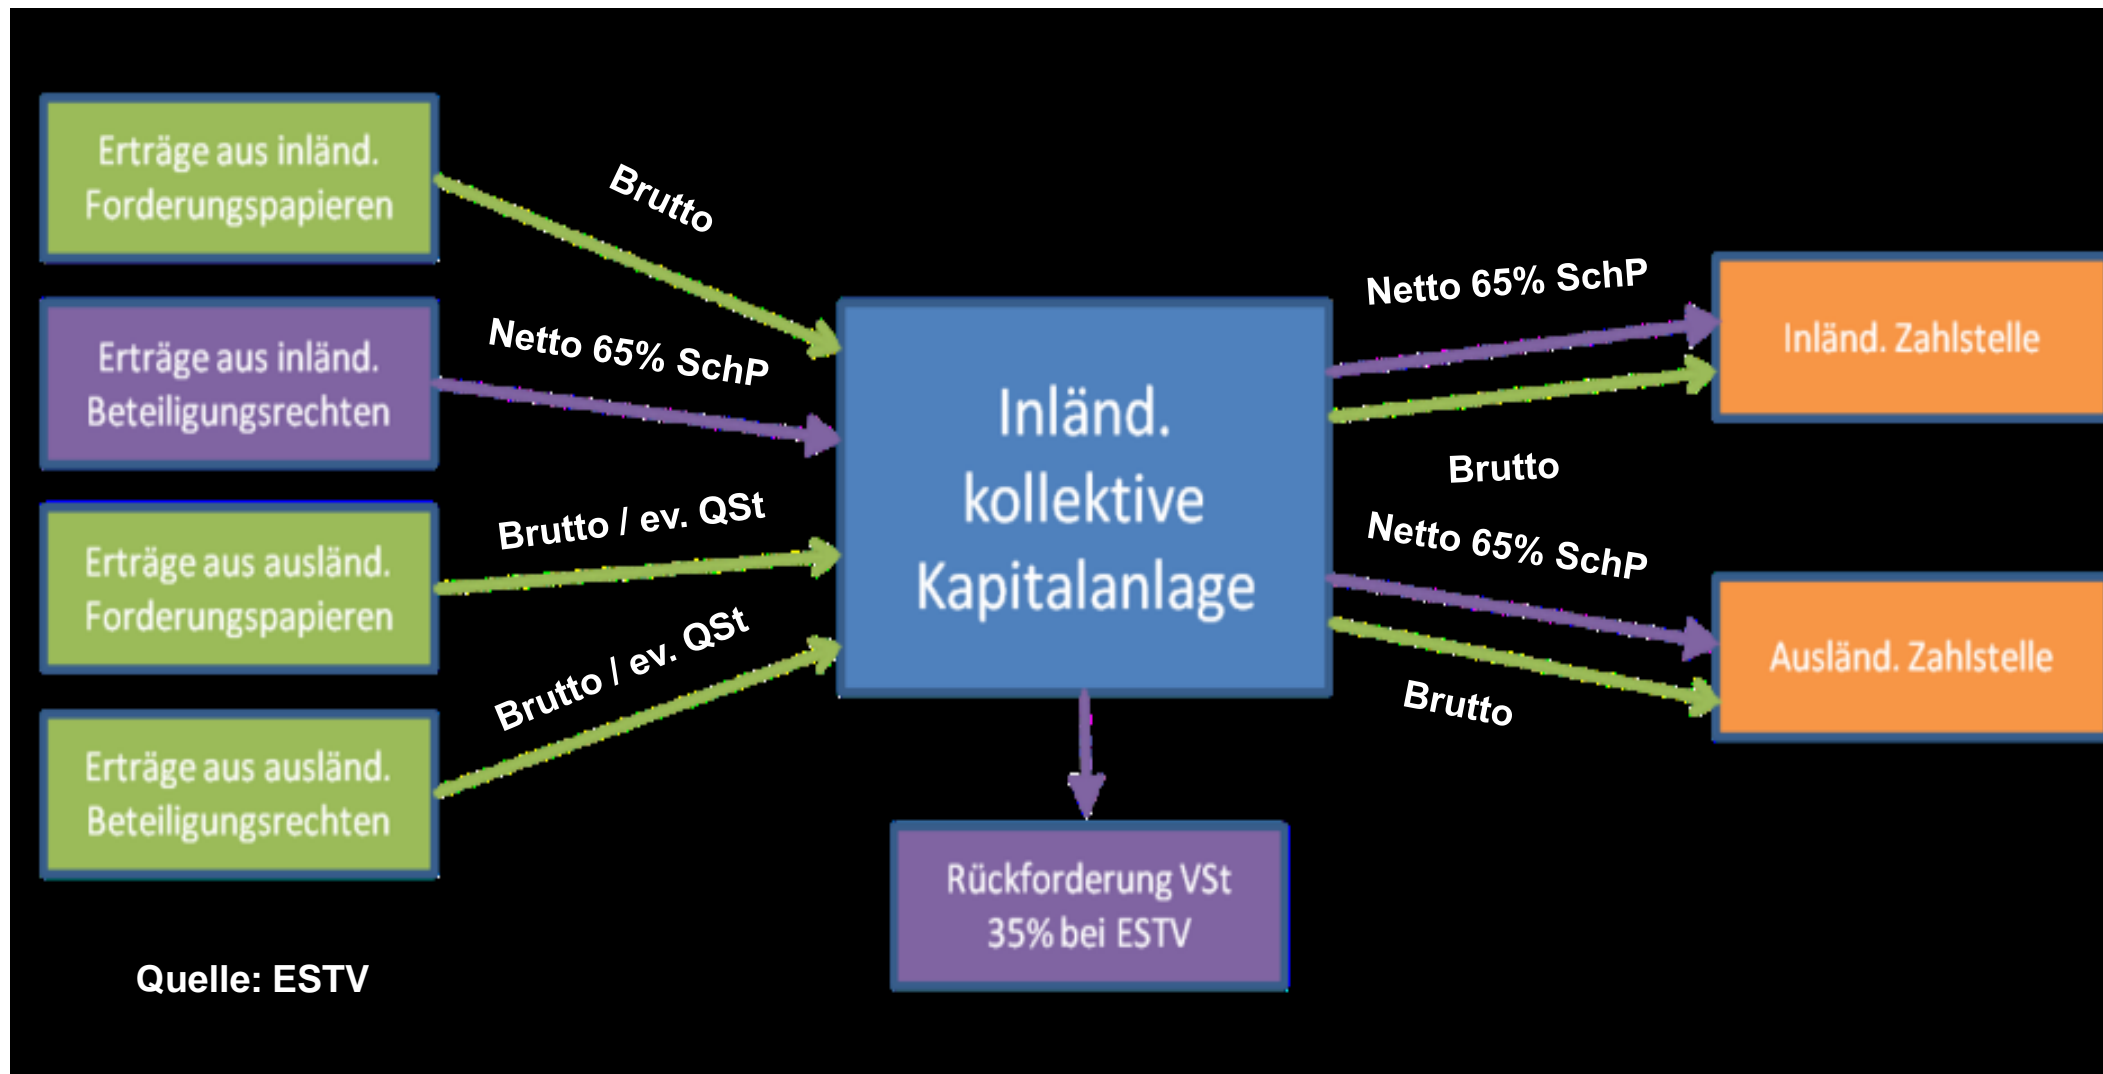 Erträge aus inländ.
Forderungspapieren
Brutto
Erträge aus inländ.
Beteiligungsrechten
Netto 65% SchP
Erträge aus ausländ.
Forderungspapieren
Brutto / ev. QSt
Erträge aus ausländ.
Beteiligungsrechten
Brutto / ev. QSt
Inländ.
kollektive
Kapitalanlage
Netto 65% SchP
Brutto
Inländ. Zahlstelle
Netto 65% SchP
Brutto
Ausländ. Zahlstelle
Rückforderung VSt
35% bei ESTV
Quelle: ESTV